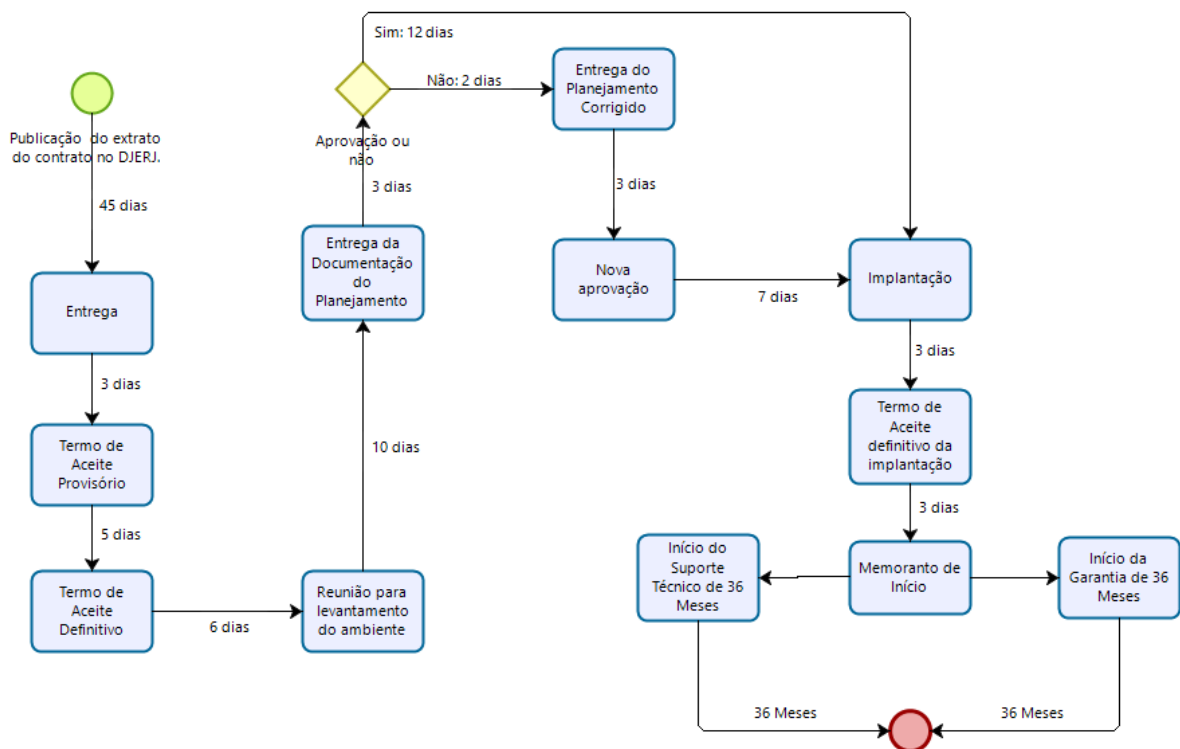 Publicação do extrato
do contrato no DJERJ.
45 dias
Entrega
3 dias
Termo de
Aceite
Provisório
5 dias
Termo de
Aceite
Definitivo
6 dias
Reunião para
levantamento
do ambiente
10 dias
Entrega da
Documentação
do
Planejamento
3 dias
Aprovação ou
não
Sim: 12 dias
Não: 2 dias
Entrega do
Planejamento
Corrigido
3 dias
Nova
aprovação
7 dias
Implantação
3 dias
Termo de
Aceite
definitivo da
implantação
3 dias
Memoranto de
Início
Início do
Suporte
Técnico de 36
Meses
Início da
Garantia de 36
Meses
36 Meses
36 Meses